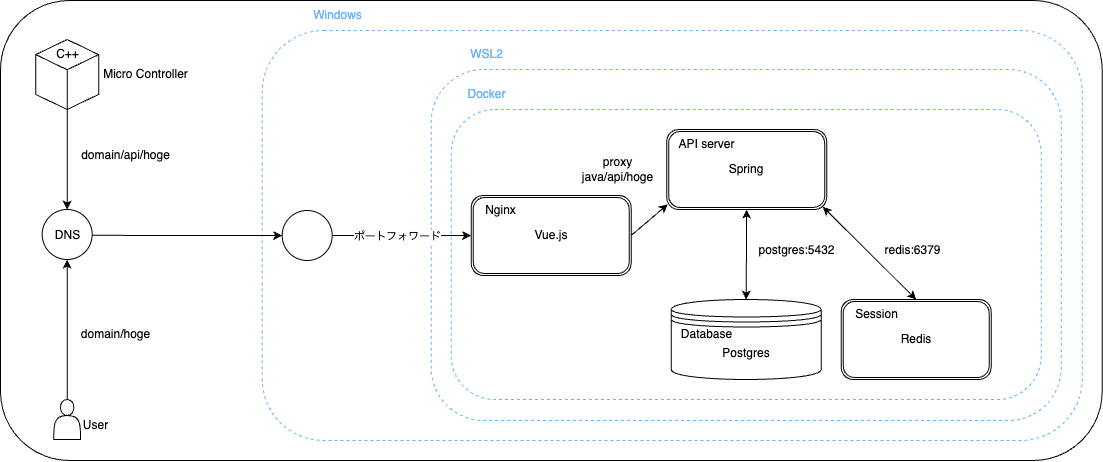 Windows
WSL2
Docker
C++
Micro Controller
domain/api/hoge
DNS
domain/hoge
User
ポートフォワード
Nginx
Vue.js
proxy
java/api/hoge
API server
Spring
postgres:5432
redis:6379
Database
Postgres
Session
Redis